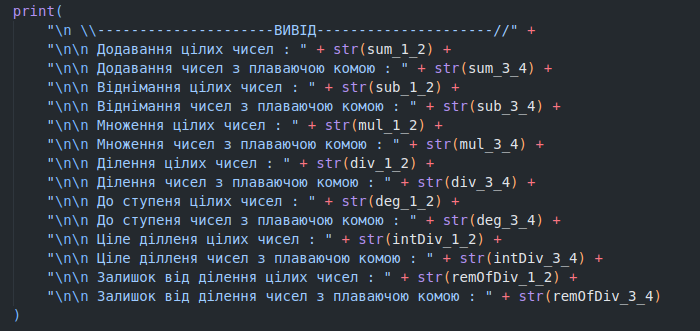 print(
"\n \\---------------------ВИВІД---------------------//" +
"\n\n Додавання цілих чисел : " + str(sum_1_2) +
"\n\n Додавання чисел з плаваючою комою : " + str(sum_3_4) +
"\n\n Віднімання цілих чисел : " + str(sub_1_2) +
"\n\n Віднімання чисел з плаваючою комою : " + str(sub_3_4) +
"\n\n Множення цілих чисел : " + str(mul_1_2) +
"\n\n Множення чисел з плаваючою комою : " + str(mul_3_4) +
"\n\n Ділення цілих чисел : " + str(div_1_2) +
"\n\n Ділення чисел з плаваючою комою : " + str(div_3_4) +
"\n\n До ступеня цілих чисел : " + str(deg_1_2) +
"\n\n До ступеня чисел з плаваючою комою : " + str(deg_3_4) +
"\n\n Ціле ділленя цілих чисел : " + str(intDiv_1_2) +
"\n\n Ціле ділленя чисел з плаваючою комою : " + str(intDiv_3_4) +
"\n\n Залишок від ділення цілих чисел : " + str(remOfDiv_1_2) +
"\n\n Залишок від ділення чисел з плаваючою комою : " + str(remOfDiv_3_4)
)